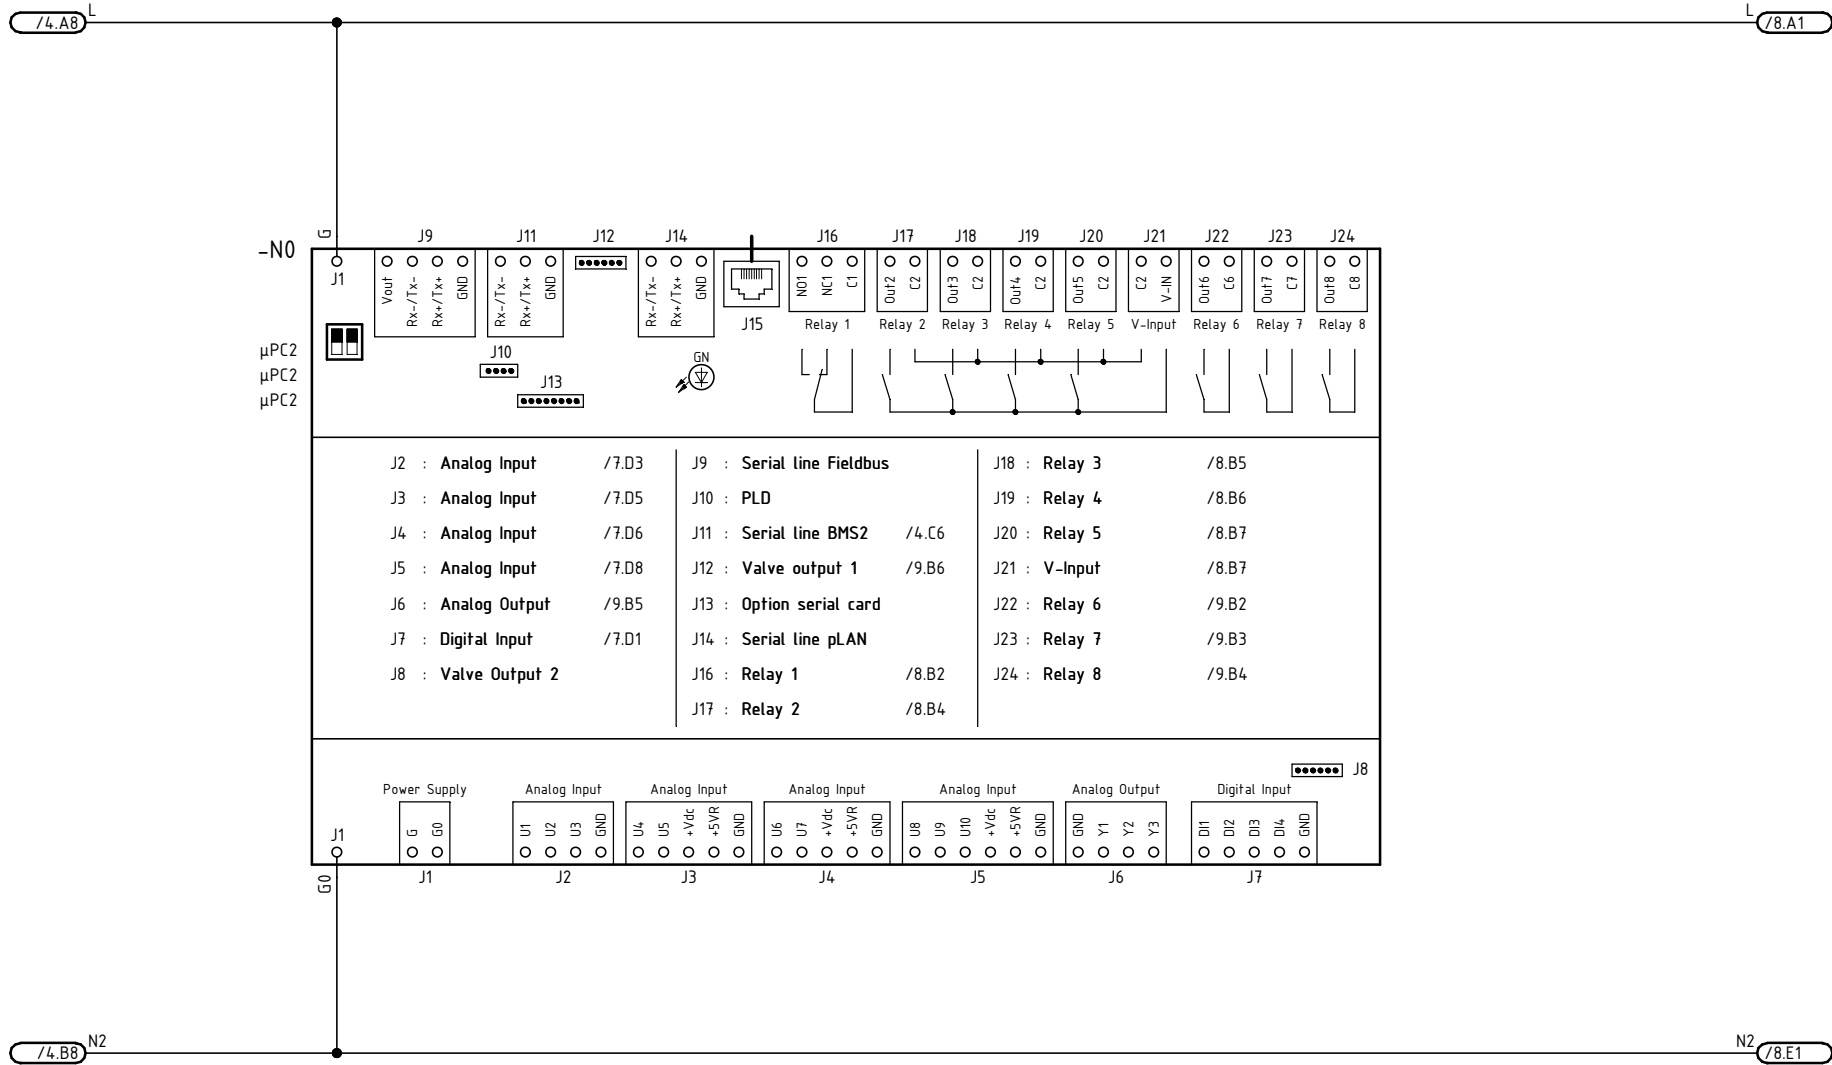 L L
/4.A8 /8.A1
G J9 J11 J12 J14 J16 J17 J18 J19 J20 J21 J22 J23 J24
-N0
J1 Vout Rx-/Tx- Rx+/Tx+ GND Rx-/Tx- Rx+/Tx+ GND Rx-/Tx- Rx+/Tx+ GND NO1 NC1 C1 Out2 C2 Out3 C2 Out4 C2 Out5 C2 C2 V-IN Out6 C6 Out7 C7 Out8 C8
J15 Relay 1 Relay 2 Relay 3 Relay 4 Relay 5 V-Input Relay 6 Relay 7 Relay 8
µPC2 J10 GN
µPC2 J13
µPC2
J2 : Analog Input /7.D3 J9 : Serial line Fieldbus J18 : Relay 3 /8.B5
J3 : Analog Input /7.D5 J10 : PLD J19 : Relay 4 /8.B6
J4 : Analog Input /7.D6 J11 : Serial line BMS2 /4.C6 J20 : Relay 5 /8.B7
J5 : Analog Input /7.D8 J12 : Valve output 1 /9.B6 J21 : V-Input /8.B7
J6 : Analog Output /9.B5 J13 : Option serial card J22 : Relay 6 /9.B2
J7 : Digital Input /7.D1 J14 : Serial line pLAN J23 : Relay 7 /9.B3
J8 : Valve Output 2 J16 : Relay 1 /8.B2 J24 : Relay 8 /9.B4
J17 : Relay 2 /8.B4
J8
Power Supply Analog Input Analog Input Analog Input Analog Input Analog Output Digital Input
J1 G G0 U1 U2 U3 GND U4 U5 +Vdc +5VR GND U6 U7 +Vdc +5VR GND U8 U9 U10 +Vdc +5VR GND GND Y1 Y2 Y3 DI1 DI2 DI3 DI4 GND
G0 J1 J2 J3 J4 J5 J6 J7
N2 N2
/4.B8 /8.E1